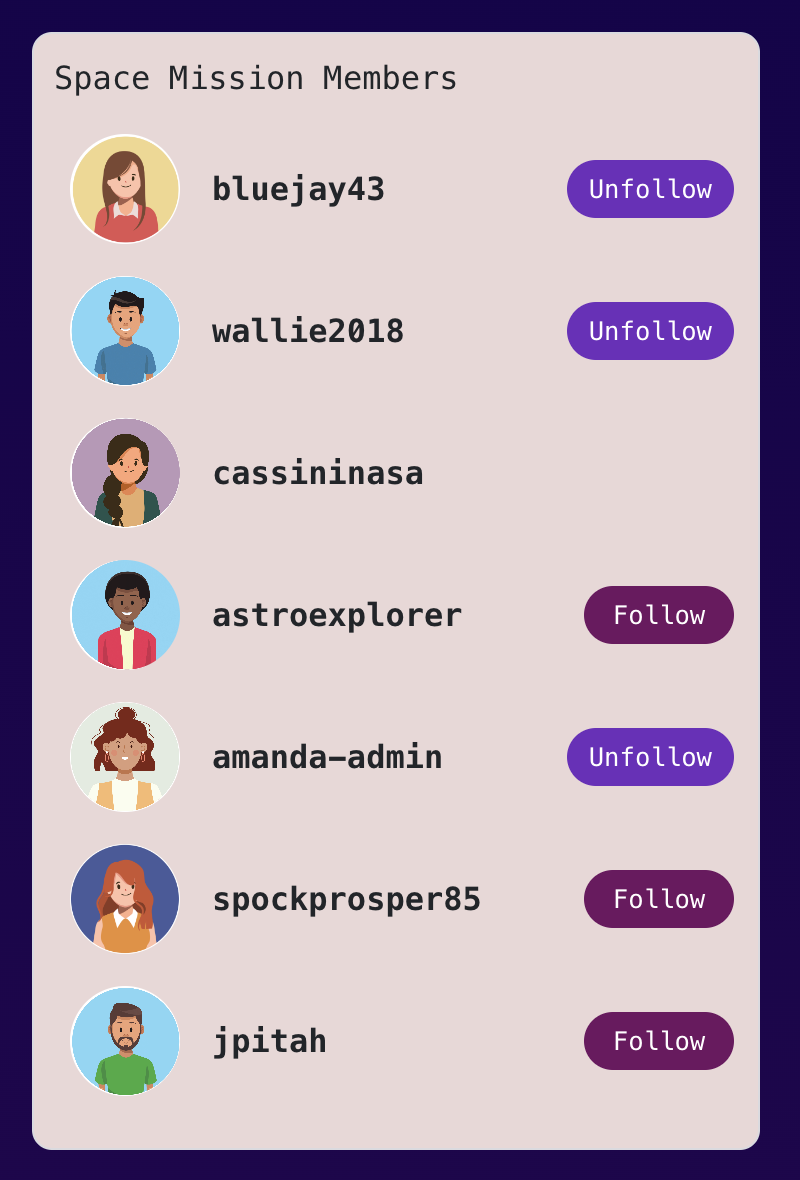 Space Mission Members
bluejay43 Unfollow
wallie2018 Unfollow
cassininasa
astroexplorer Follow
amanda-admin Unfollow
spockprosper85 Follow
jpitah Follow